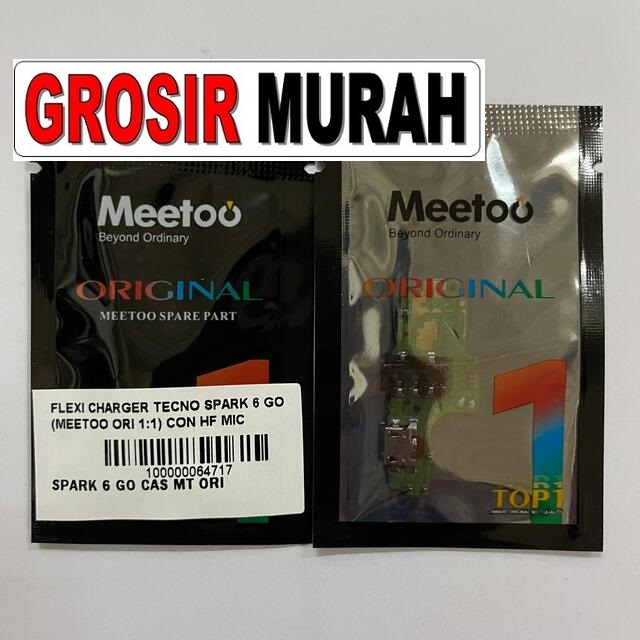 GROSIR MURAH
Meetoo
Beyond Ordinary
ORIGINAL
MEETOO SPARE PART
1
FLEXI CHARGER TECNO SPARK 6 GO
(MEETOO ORI 1:1) CON HF MIC
100000064717
SPARK 6 GO CAS MT ORI
Meetoo
Beyond Ordinary
ORIGINAL
1
TOP1